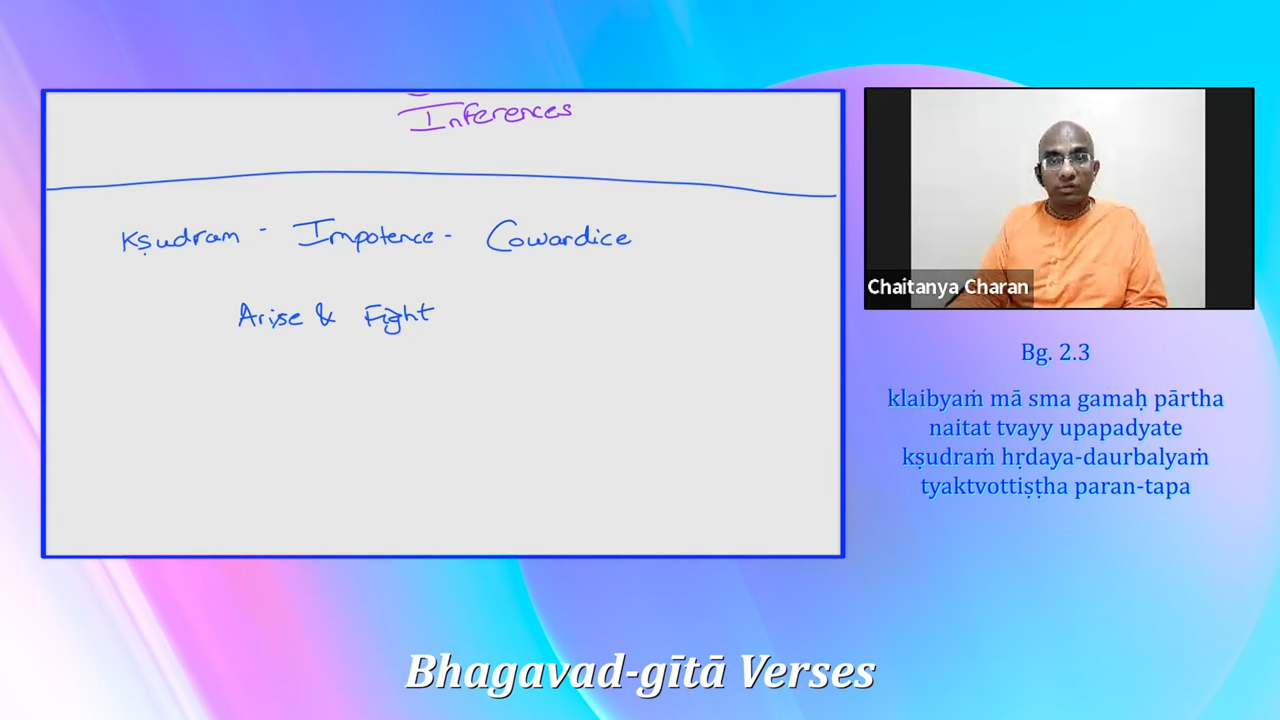 Inferences
Kṣudram - Impotence - Cowardice
Arise & Fight
Chaitanya Charan
Bg. 2.3
klaibyaṁ mā sma gamaḥ pārtha
naitat tvayy upapadyate
kṣudraṁ hṛdaya-daurbalyaṁ
tyaktvottiṣṭha paran-tapa
Bhagavad-gītā Verses